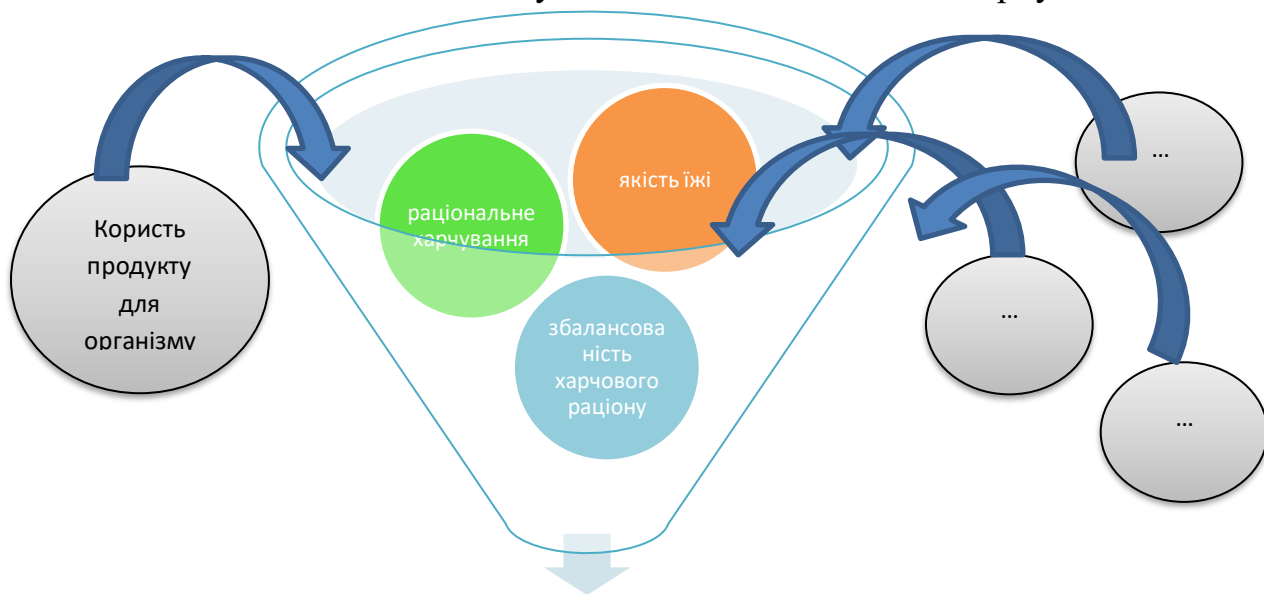 Користь
продукту
для
організму
раціональне
харчування
якість їжі
збалансова
ність
харчового
раціону
...
...
...